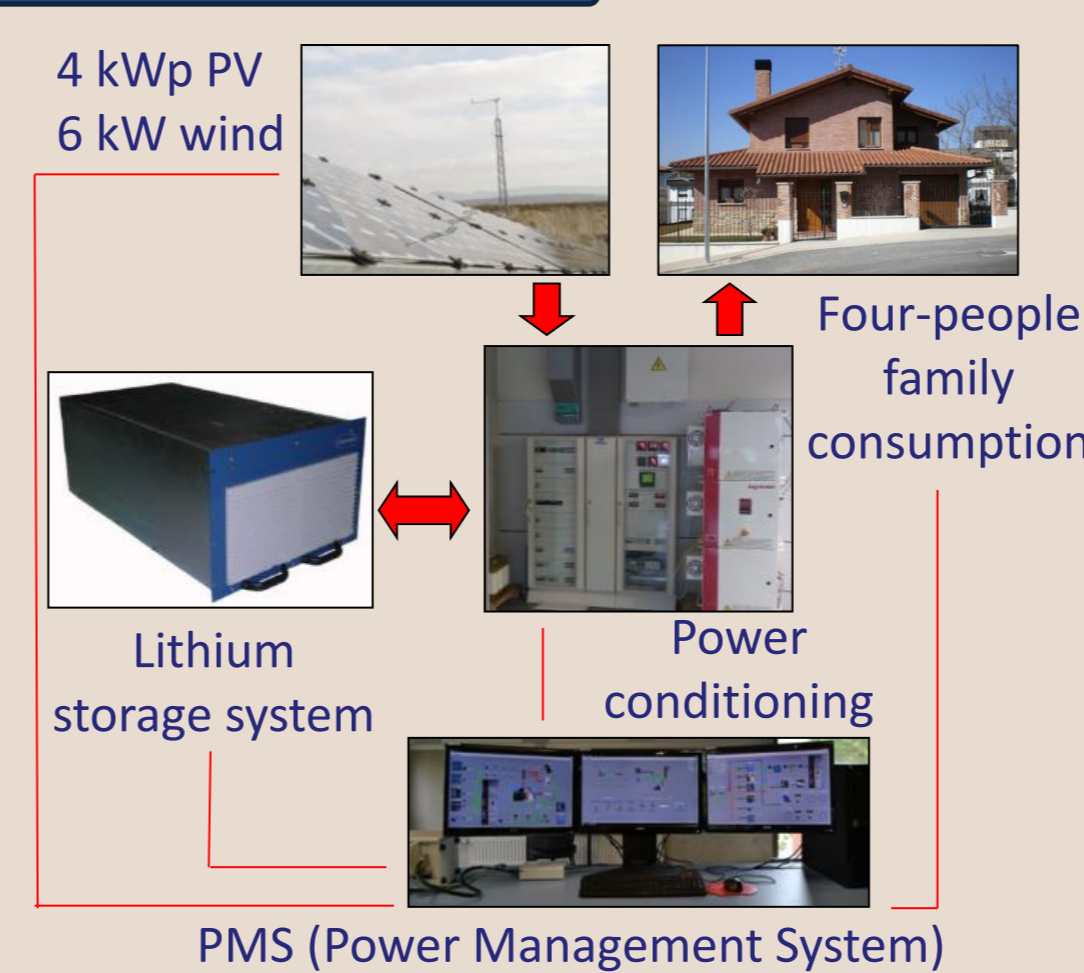 4 kWp PV
6 kW wind
Four-people
family
consumption
Lithium
storage system
Power
conditioning
PMS (Power Management System)